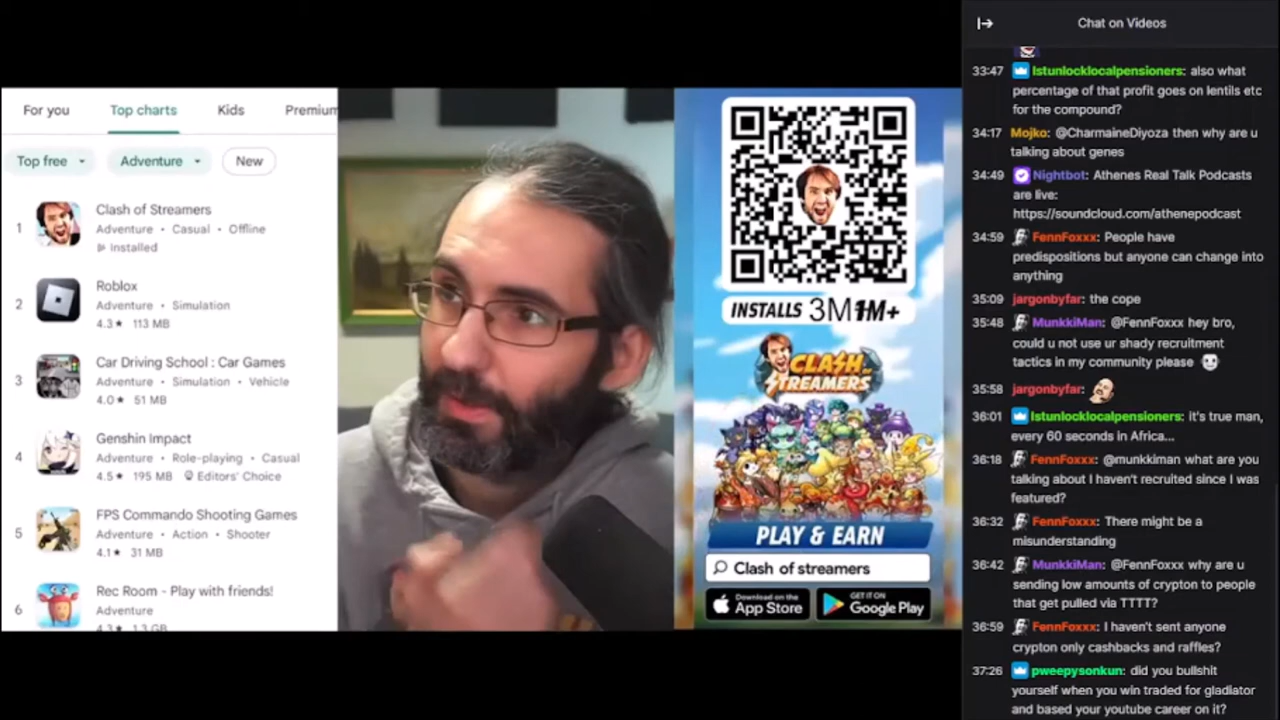 For you
Top charts
Kids
Premium
Top free
Adventure
New
1
Clash of Streamers
Adventure • Casual • Offline
Installed
2
Roblox
Adventure • Simulation
4.3★ 113 MB
3
Car Driving School : Car Games
Adventure • Simulation • Vehicle
4.0★ 51 MB
4
Genshin Impact
Adventure • Role-playing • Casual
4.5★ 195 MB Editors' Choice
5
FPS Commando Shooting Games
Adventure • Action • Shooter
4.1★ 31 MB
6
Rec Room - Play with friends!
Adventure
4.3★ 1.3 GB
INSTALLS 3M 1M+
CLASH OF
STREAMERS
PLAY & EARN
Clash of streamers
Download on the
App Store
GET IT ON
Google Play
Chat on Videos
33:47 lstunlocklocalpensioners: also what
percentage of that profit goes on lentils etc
for the compound?
34:17 Mojko: @CharmaineDiyoza then why are u
talking about genes
34:49 Nightbot: Athenes Real Talk Podcasts
are live:
https://soundcloud.com/athenepodcast
34:59 FennFoxxx: People have
predispositions but anyone can change into
anything
35:09 jargonbyfar: the cope
35:48 MunkkiMan: @FennFoxxx hey bro,
could u not use ur shady recruitment
tactics in my community please
35:58 jargonbyfar:
36:01 lstunlocklocalpensioners: it's true man,
every 60 seconds in Africa...
36:18 FennFoxxx: @munkkiman what are you
talking about I haven't recruited since I was
featured?
36:32 FennFoxxx: There might be a
misunderstanding
36:42 MunkkiMan: @FennFoxxx why are u
sending low amounts of crypton to people
that get pulled via TTTT?
36:59 FennFoxxx: I haven't sent anyone
crypton only cashbacks and raffles?
37:26 pweepysonkun: did you bullshit
yourself when you win traded for gladiator
and based your youtube career on it?